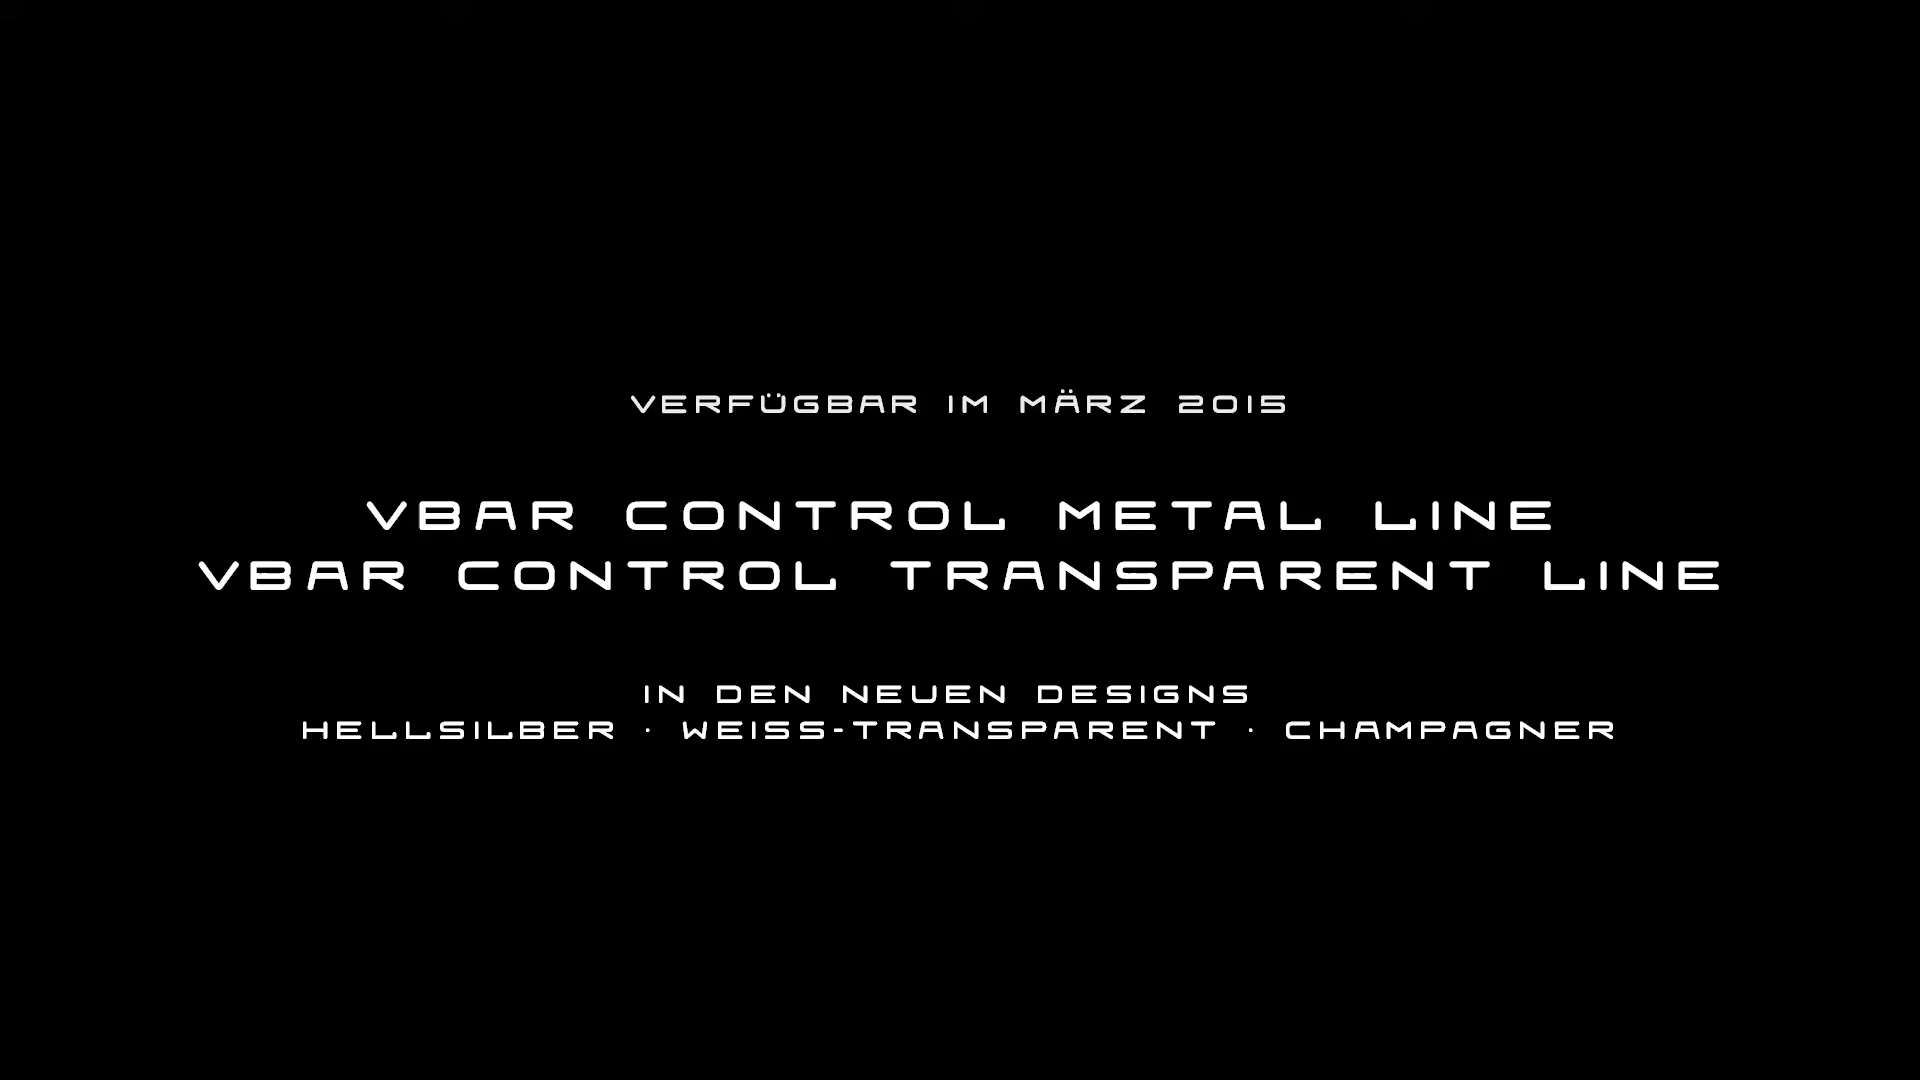 VERFÜGBAR IM MÄRZ 2015
VBAR CONTROL METAL LINE
VBAR CONTROL TRANSPARENT LINE
IN DEN NEUEN DESIGNS
HELLSILBER · WEISS-TRANSPARENT · CHAMPAGNER